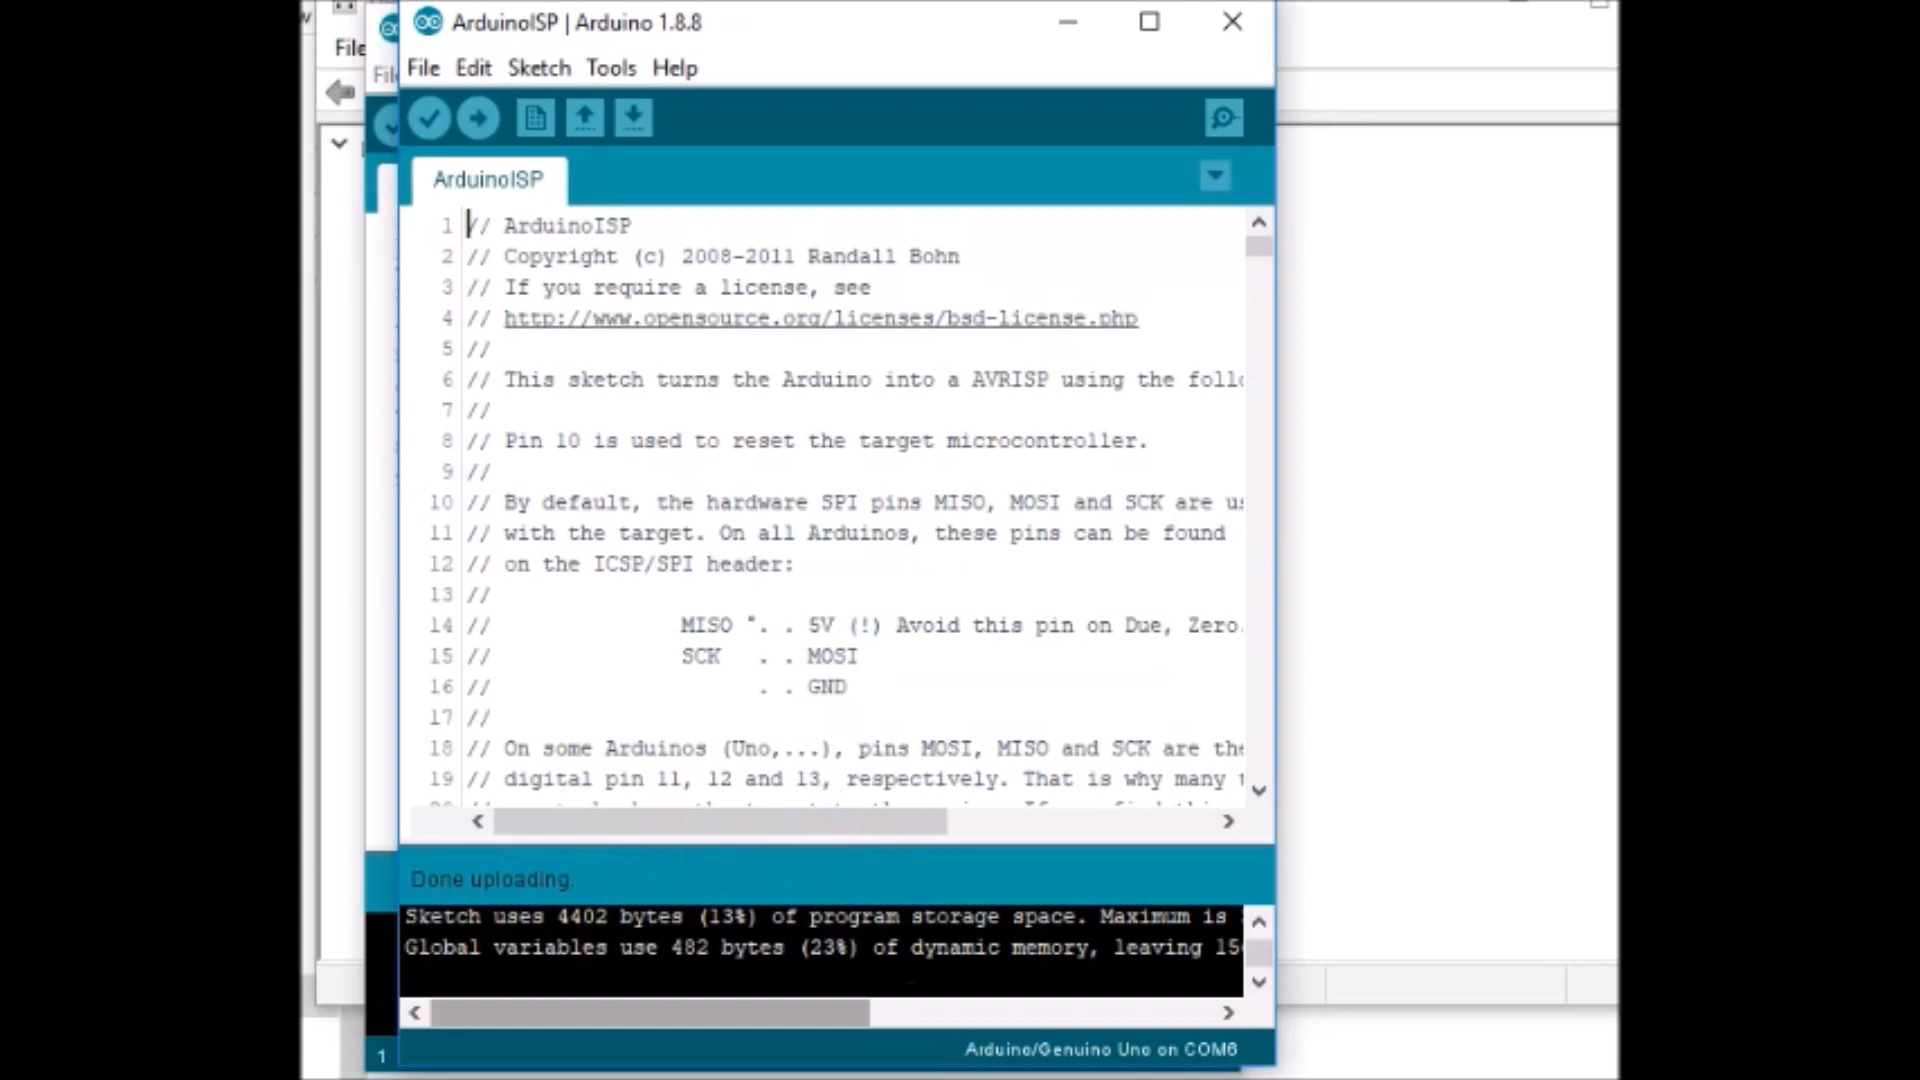 ArduinoISP | Arduino 1.8.8
File
File Edit Sketch Tools Help
ArduinoISP
1 // ArduinoISP
2 // Copyright (c) 2008-2011 Randall Bohn
3 // If you require a license, see
4 // http://www.opensource.org/licenses/bsd-license.php
5 //
6 // This sketch turns the Arduino into a AVRISP using the
7 //
8 // Pin 10 is used to reset the target microcontroller.
9 //
10 // By default, the hardware SPI pins MISO, MOSI and SCK are
11 // with the target. On all Arduinos, these pins can be found
12 // on the ICSP/SPI header:
13 //
14 // MISO °. . 5V (!) Avoid this pin on Due, Zero
15 // SCK . . MOSI
16 // . . GND
17 //
18 // On some Arduinos (Uno,...), pins MOSI, MISO and SCK are
19 // digital pin 11, 12 and 13, respectively. That is why many
Done uploading.
Sketch uses 4402 bytes (13%) of program storage space. Maximum is
Global variables use 482 bytes (23%) of dynamic memory, leaving
1
Arduino/Genuino Uno on COM6